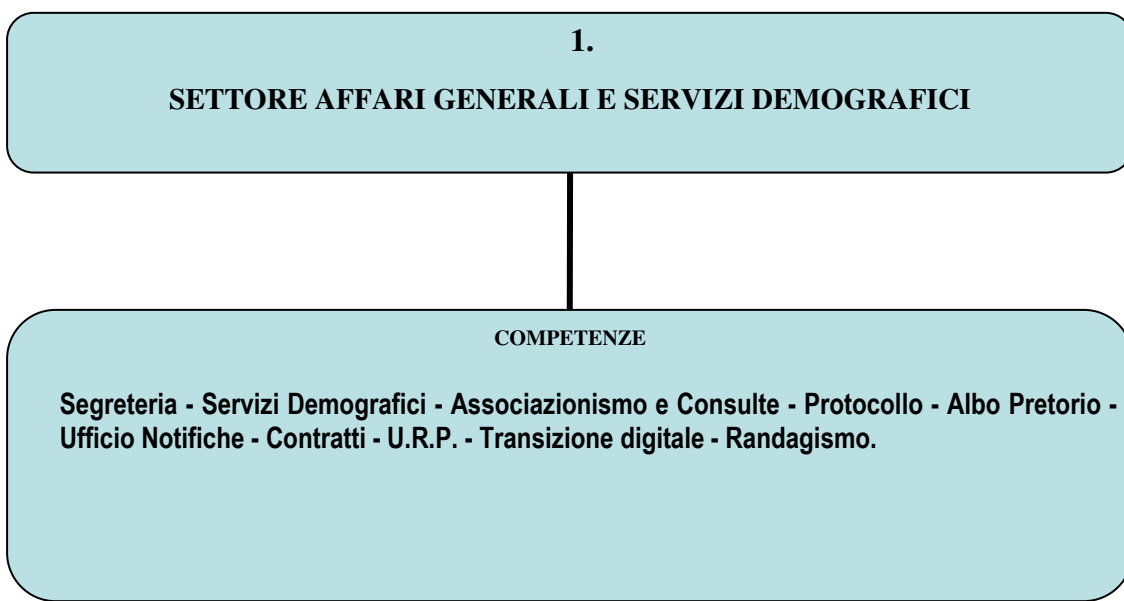 1.
SETTORE AFFARI GENERALI E SERVIZI DEMOGRAFICI
COMPETENZE
Segreteria - Servizi Demografici - Associazionismo e Consulte - Protocollo - Albo Pretorio -
Ufficio Notifiche - Contratti - U.R.P. - Transizione digitale - Randagismo.